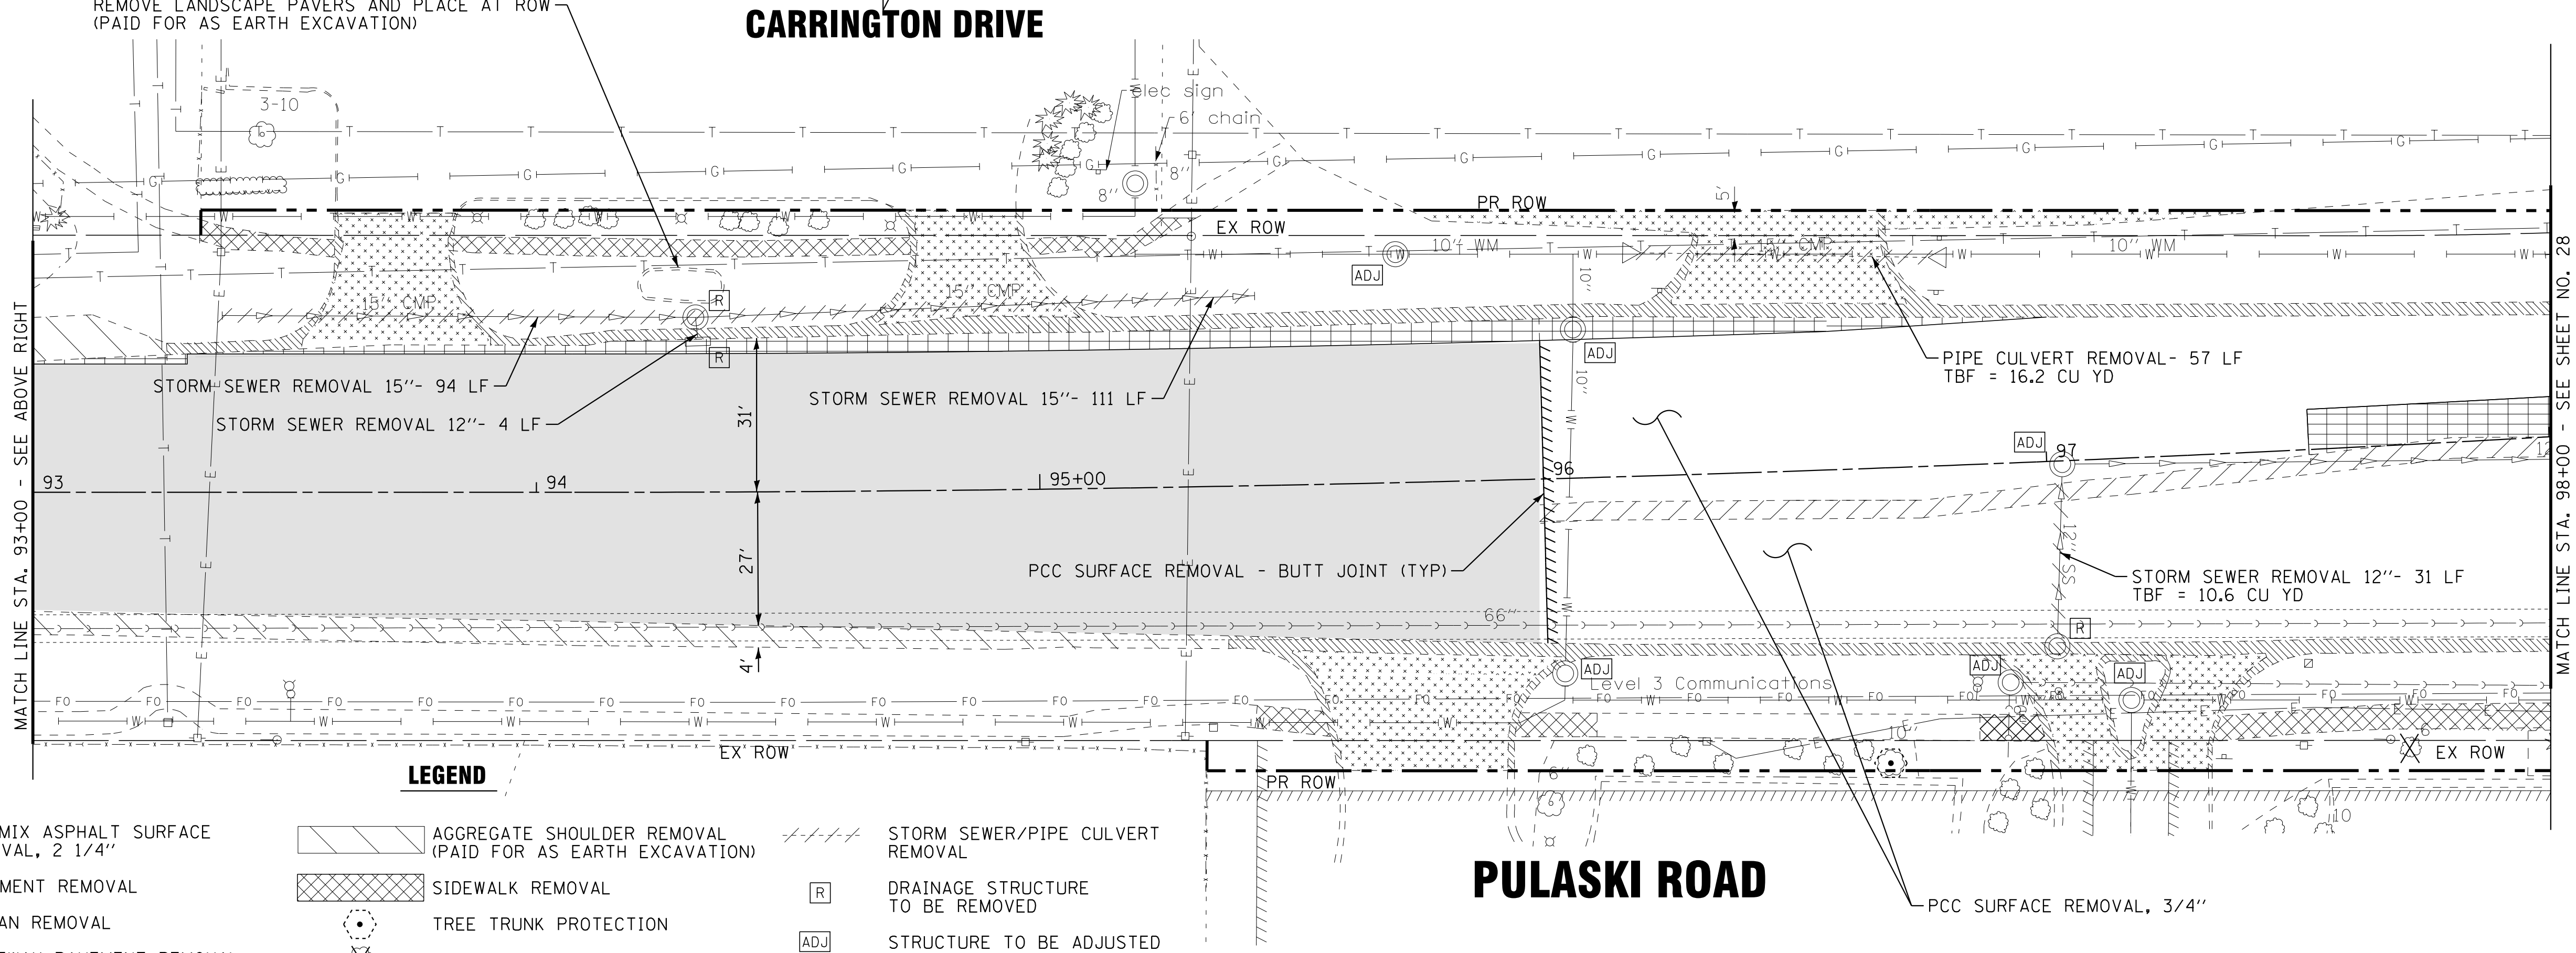 REMOVE LANDSCAPE PAVERS AND PLACE AT ROW
(PAID FOR AS EARTH EXCAVATION)
CARRINGTON DRIVE
3-10
elec sign
6' chain
8''
8''
5'
PR ROW
EX ROW
10'' WM
15'' CMP
10'' WM
ADJ
10''
15'' CMP
R
15'' CMP
R
ADJ
PIPE CULVERT REMOVAL- 57 LF
TBF = 16.2 CU YD
STORM SEWER REMOVAL 15''- 94 LF
STORM SEWER REMOVAL 12''- 4 LF
STORM SEWER REMOVAL 15''- 111 LF
31'
10''
MATCH LINE STA. 93+00 - SEE ABOVE RIGHT
MATCH LINE STA. 98+00 - SEE SHEET NO. 28
ADJ
93
94
95+00
96
97
12
27'
PCC SURFACE REMOVAL - BUTT JOINT (TYP)
12'' SS
STORM SEWER REMOVAL 12''- 31 LF
TBF = 10.6 CU YD
66''
R
4'
ADJ
ADJ
ADJ
Level 3 Communications
EX ROW
10''
6
EX ROW
PR ROW
6''
10
LEGEND
MIX ASPHALT SURFACE
VAL, 2 1/4''
MENT REMOVAL
AN REMOVAL
AGGREGATE SHOULDER REMOVAL
(PAID FOR AS EARTH EXCAVATION)
SIDEWALK REMOVAL
TREE TRUNK PROTECTION
STORM SEWER/PIPE CULVERT
REMOVAL
R
DRAINAGE STRUCTURE
TO BE REMOVED
ADJ
STRUCTURE TO BE ADJUSTED
PULASKI ROAD
PCC SURFACE REMOVAL, 3/4''